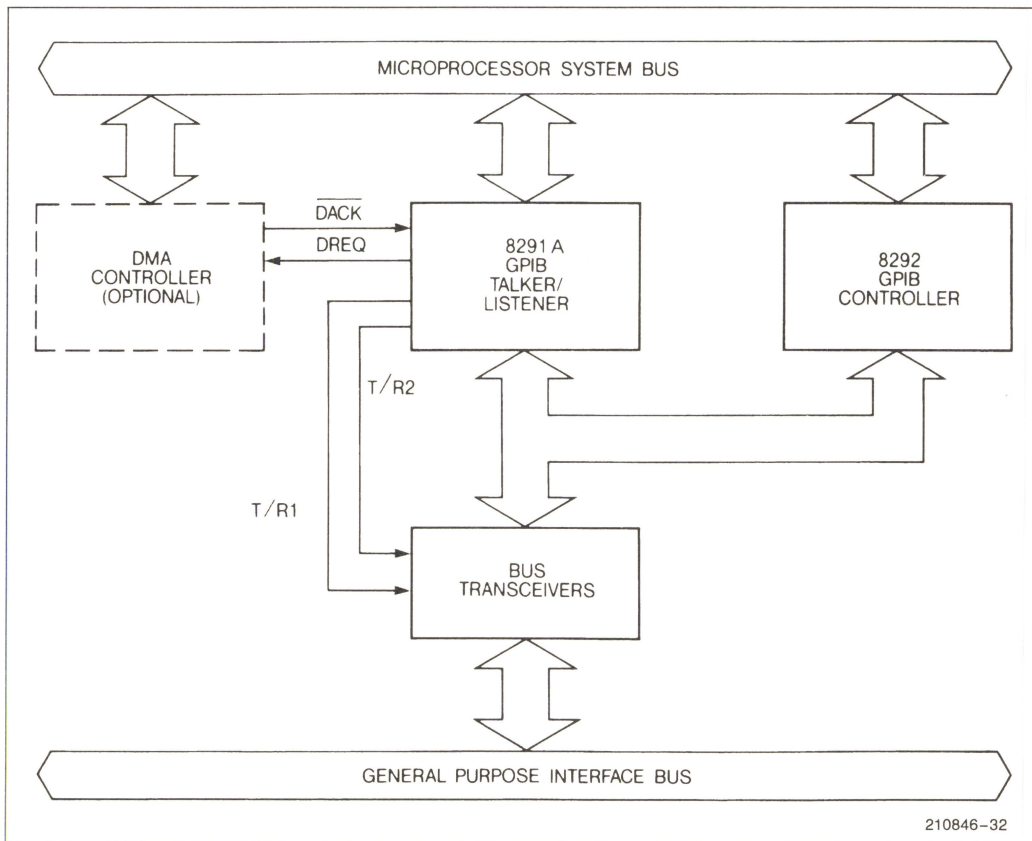 MICROPROCESSOR SYSTEM BUS
DMA
CONTROLLER
(OPTIONAL)
DACK
DREQ
8291A
GPIB
TALKER/
LISTENER
8292
GPIB
CONTROLLER
T/R2
T/R1
BUS
TRANSCEIVERS
GENERAL PURPOSE INTERFACE BUS
210846-32